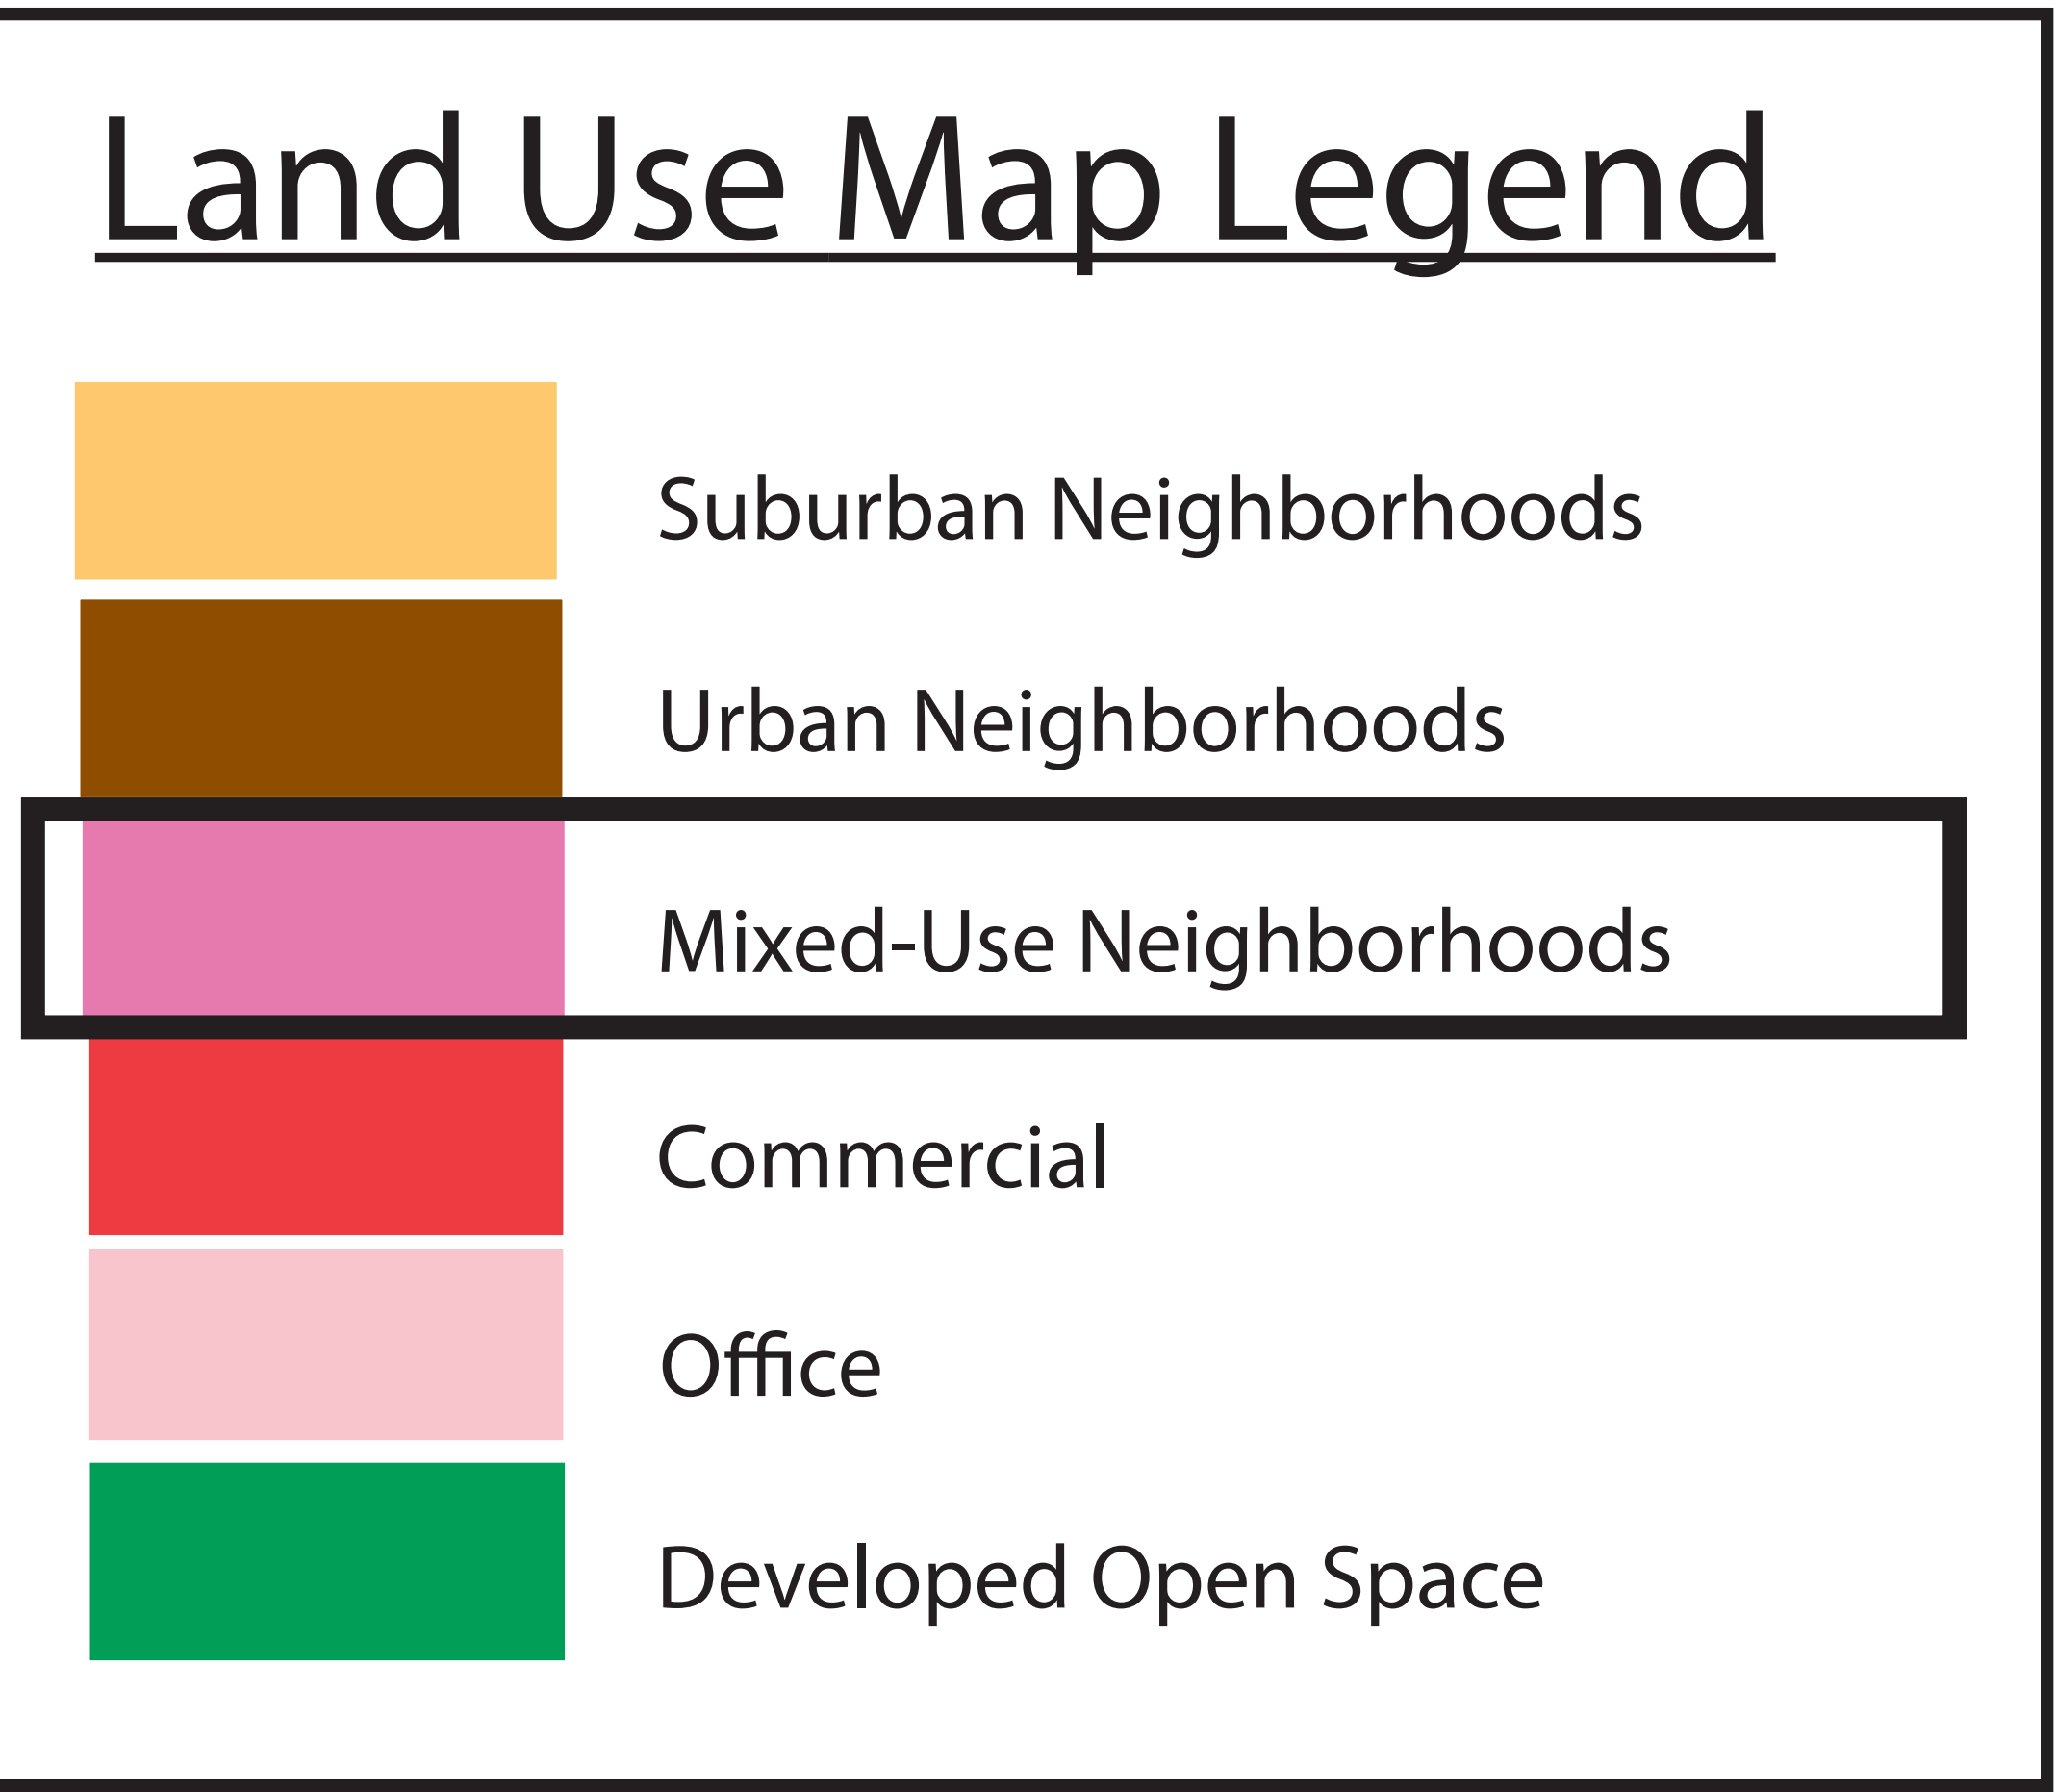 Land Use Map Legend
Suburban Neighborhoods
Urban Neighborhoods
Mixed-Use Neighborhoods
Commercial
Office
Developed Open Space